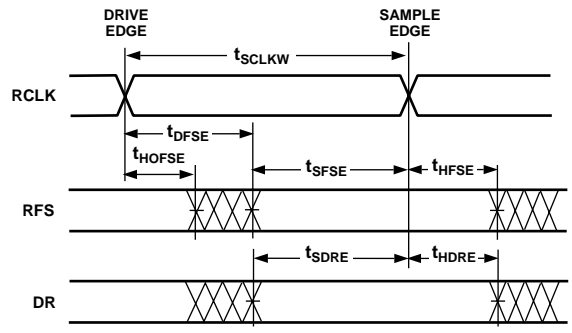 DRIVE EDGE
SAMPLE EDGE
tSCLKW
RCLK
tDFSE
tHOFSE
tSFSE
tHFSE
RFS
tSDRE
tHDRE
DR